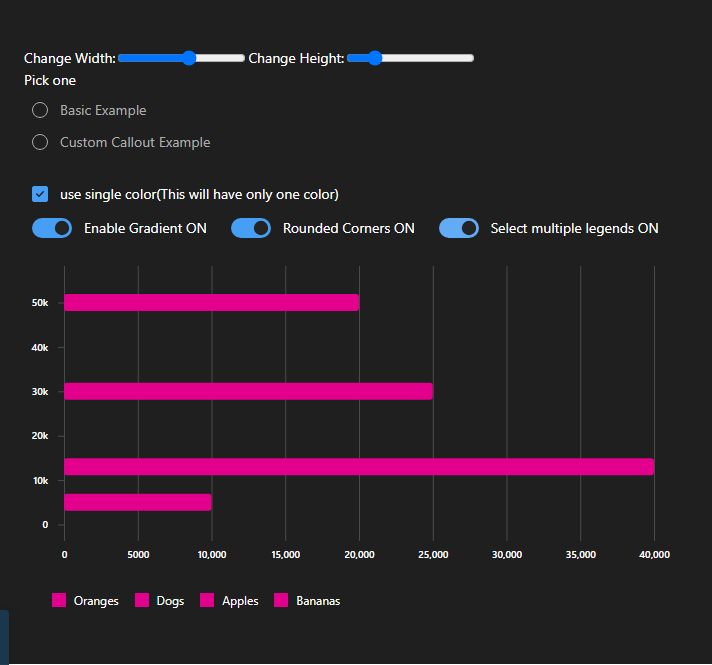 Change Width: Change Height:
Pick one
Basic Example
Custom Callout Example
use single color(This will have only one color)
Enable Gradient ON Rounded Corners ON Select multiple legends ON
50k
40k
30k
20k
10k
0
0 5000 10,000 15,000 20,000 25,000 30,000 35,000 40,000
Oranges Dogs Apples Bananas